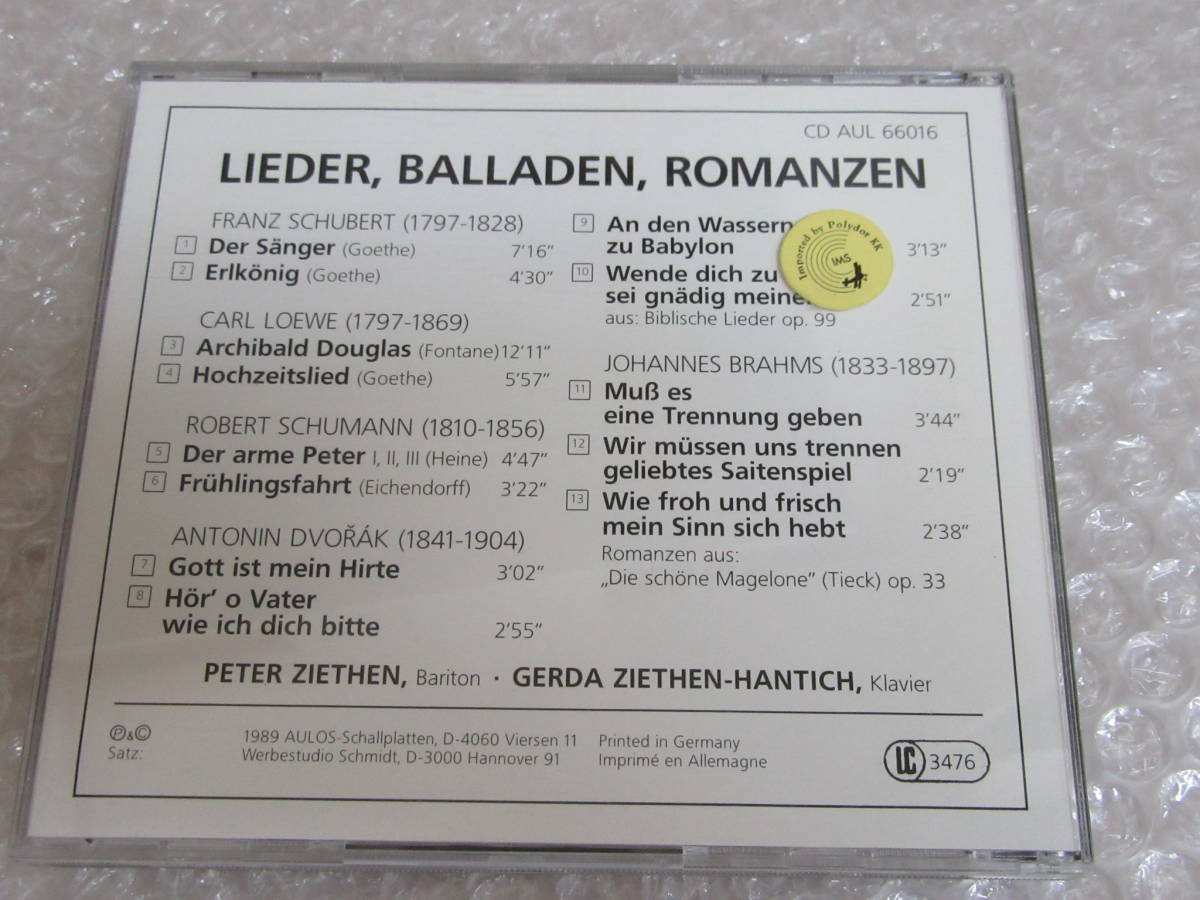 CD AUL 66016
LIEDER, BALLADEN, ROMANZEN
FRANZ SCHUBERT (1797-1828)
1 Der Sänger (Goethe) 7'16"
2 Erlkönig (Goethe) 4'30"
CARL LOEWE (1797-1869)
3 Archibald Douglas (Fontane) 12'11"
4 Hochzeitslied (Goethe) 5'57"
ROBERT SCHUMANN (1810-1856)
5 Der arme Peter I, II, III (Heine) 4'47"
6 Frühlingsfahrt (Eichendorff) 3'22"
ANTONIN DVOŘÁK (1841-1904)
7 Gott ist mein Hirte 3'02"
8 Hör' o Vater
wie ich dich bitte 2'55"
9 An den Wassern
zu Babylon 3'13"
10 Wende dich zu
sei gnädig 2'51"
aus: Biblische Lieder op. 99
JOHANNES BRAHMS (1833-1897)
11 Muß es
eine Trennung geben 3'44"
12 Wir müssen uns trennen
geliebtes Saitenspiel 2'19"
13 Wie froh und frisch
mein Sinn sich hebt 2'38"
Romanzen aus:
„Die schöne Magelone" (Tieck) op. 33
Imported by Polydor KK
IMS
PETER ZIETHEN, Bariton · GERDA ZIETHEN-HANTICH, Klavier
℗&© 1989 AULOS-Schallplatten, D-4060 Viersen 11
Satz: Werbestudio Schmidt, D-3000 Hannover 91
Printed in Germany
Imprimé en Allemagne
LC 3476